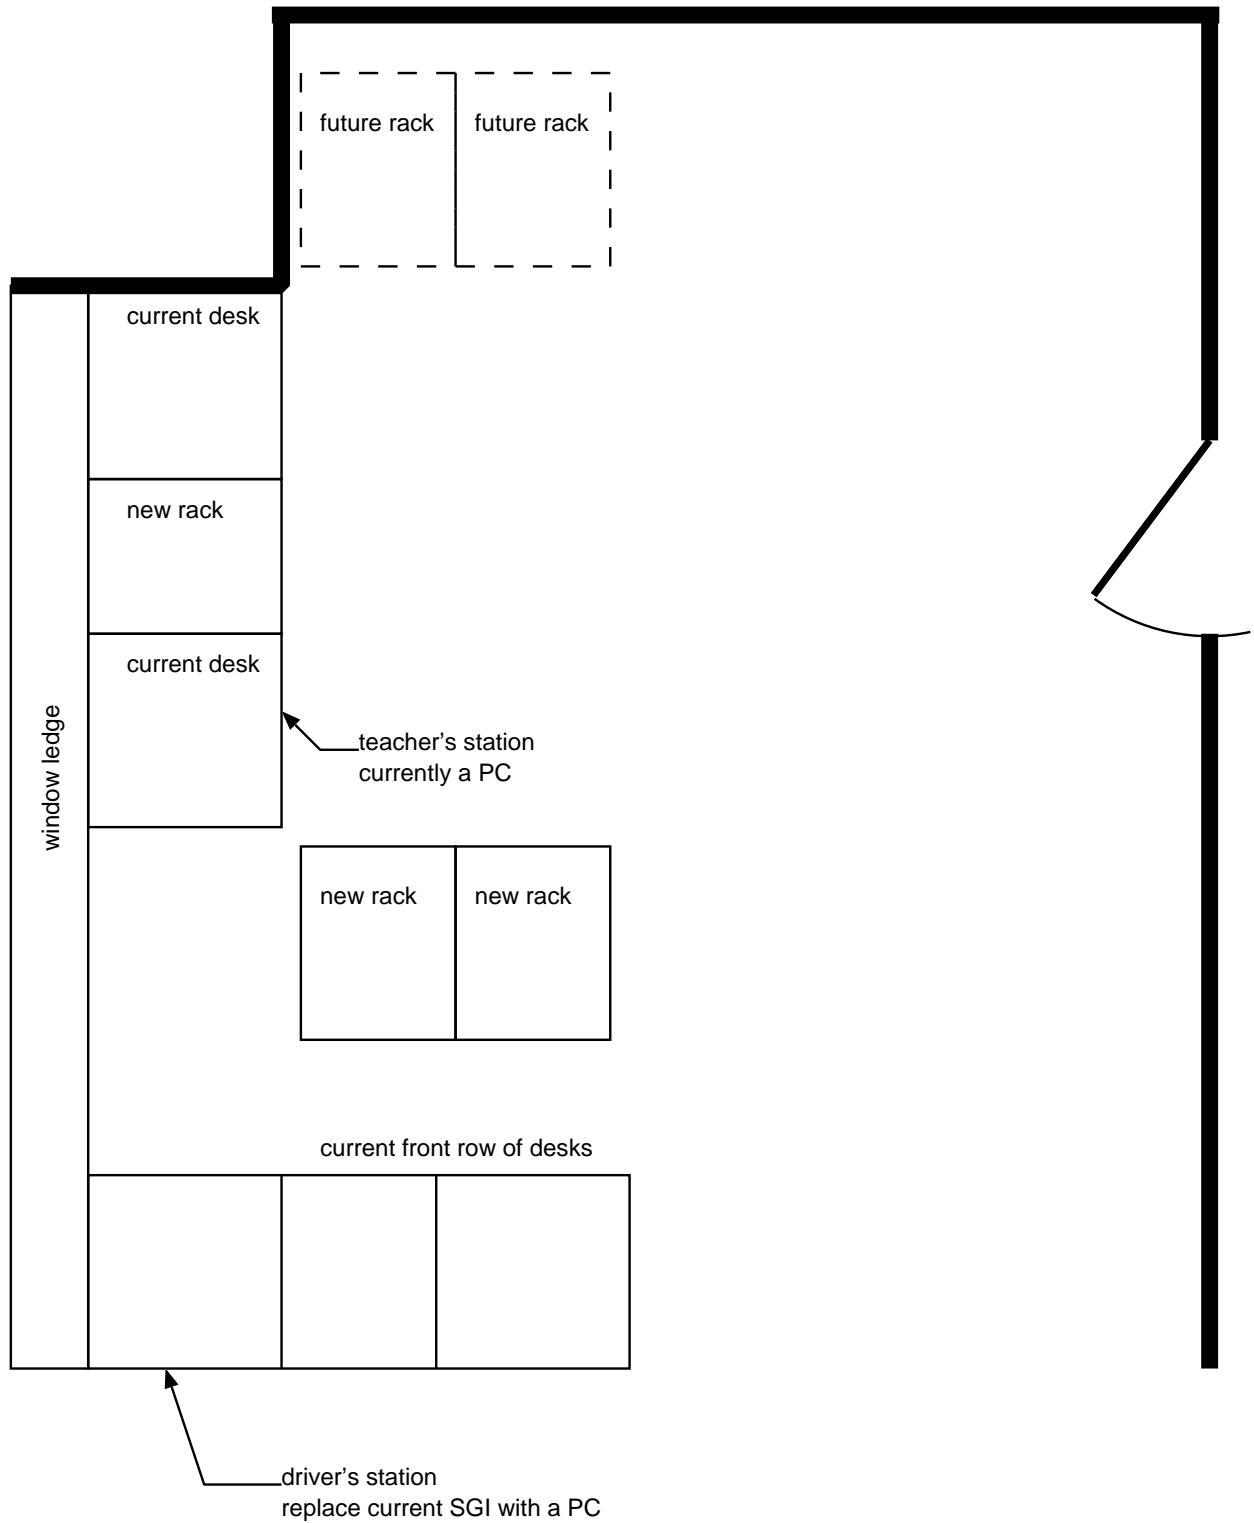 future rack
future rack
current desk
new rack
current desk
window ledge
teacher's station
currently a PC
new rack
new rack
current front row of desks
driver's station
replace current SGI with a PC